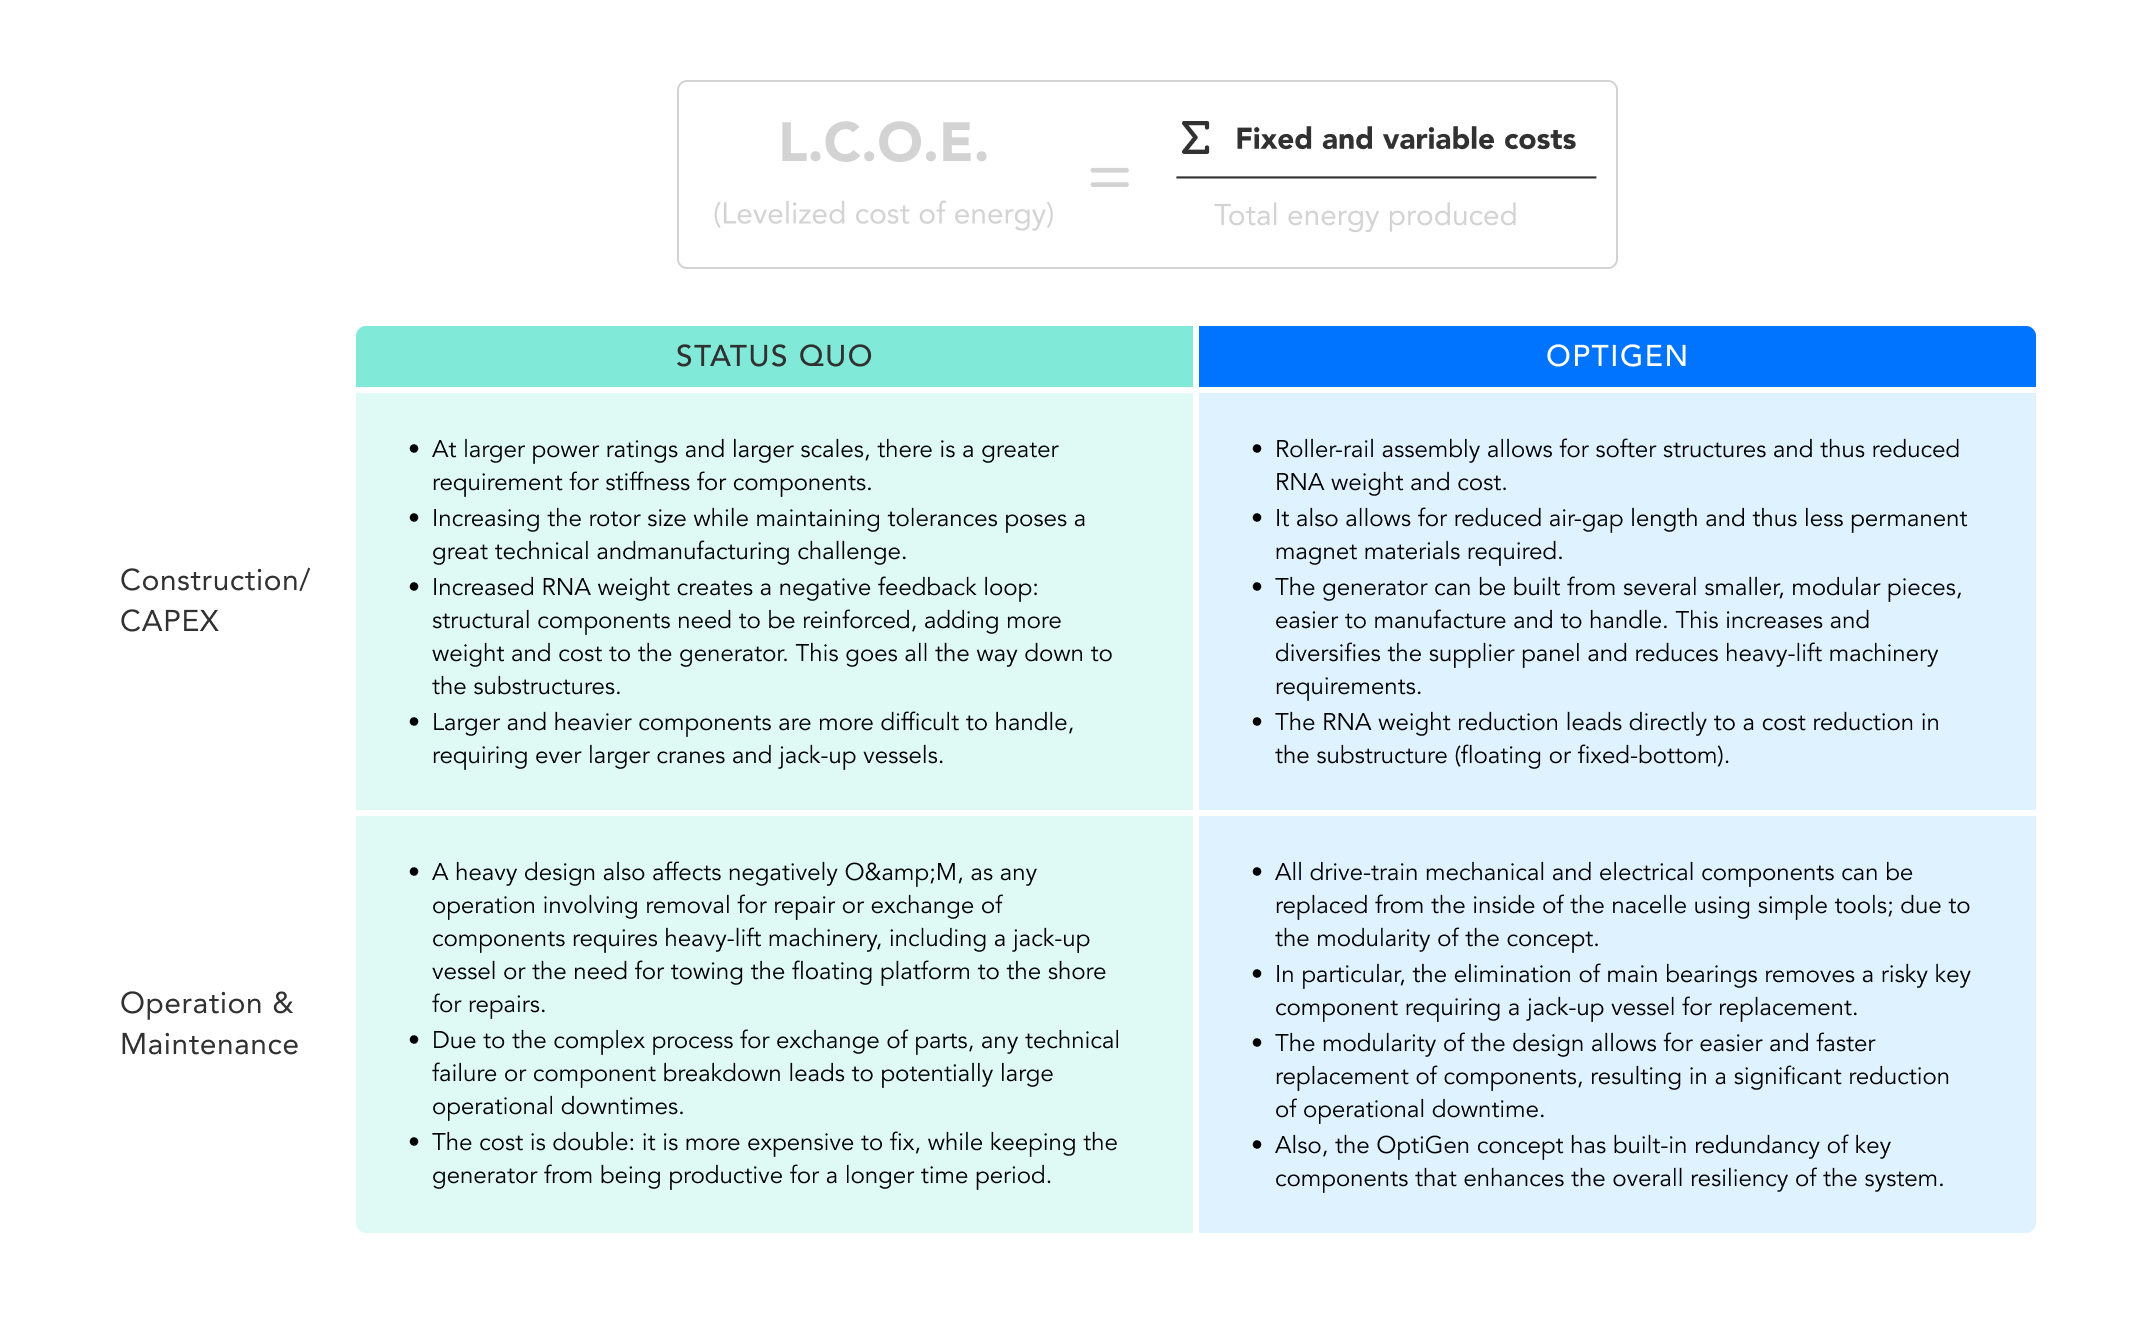 L.C.O.E.
(Levelized cost of energy)
=
Σ Fixed and variable costs
Total energy produced
STATUS QUO
OPTIGEN
Construction/
CAPEX
• At larger power ratings and larger scales, there is a greater
requirement for stiffness for components.
• Increasing the rotor size while maintaining tolerances poses a
great technical andmanufacturing challenge.
• Increased RNA weight creates a negative feedback loop:
structural components need to be reinforced, adding more
weight and cost to the generator. This goes all the way down to
the substructures.
• Larger and heavier components are more difficult to handle,
requiring ever larger cranes and jack-up vessels.
• Roller-rail assembly allows for softer structures and thus reduced
RNA weight and cost.
• It also allows for reduced air-gap length and thus less permanent
magnet materials required.
• The generator can be built from several smaller, modular pieces,
easier to manufacture and to handle. This increases and
diversifies the supplier panel and reduces heavy-lift machinery
requirements.
• The RNA weight reduction leads directly to a cost reduction in
the substructure (floating or fixed-bottom).
Operation &
Maintenance
• A heavy design also affects negatively O&amp;M, as any
operation involving removal for repair or exchange of
components requires heavy-lift machinery, including a jack-up
vessel or the need for towing the floating platform to the shore
for repairs.
• Due to the complex process for exchange of parts, any technical
failure or component breakdown leads to potentially large
operational downtimes.
• The cost is double: it is more expensive to fix, while keeping the
generator from being productive for a longer time period.
• All drive-train mechanical and electrical components can be
replaced from the inside of the nacelle using simple tools; due to
the modularity of the concept.
• In particular, the elimination of main bearings removes a risky key
component requiring a jack-up vessel for replacement.
• The modularity of the design allows for easier and faster
replacement of components, resulting in a significant reduction
of operational downtime.
• Also, the OptiGen concept has built-in redundancy of key
components that enhances the overall resiliency of the system.